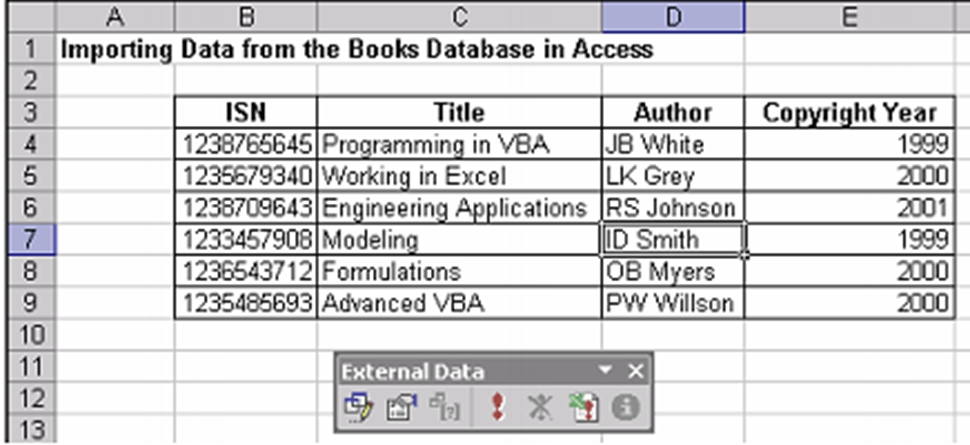 A B C D E
1 Importing Data from the Books Database in Access
2
3 ISN Title Author Copyright Year
4 1238765645 Programming in VBA JB White 1999
5 1235679340 Working in Excel LK Grey 2000
6 1238709643 Engineering Applications RS Johnson 2001
7 1233457908 Modeling ID Smith 1999
8 1236543712 Formulations OB Myers 2000
9 1235485693 Advanced VBA PW Willson 2000
10
11
External Data
12
13